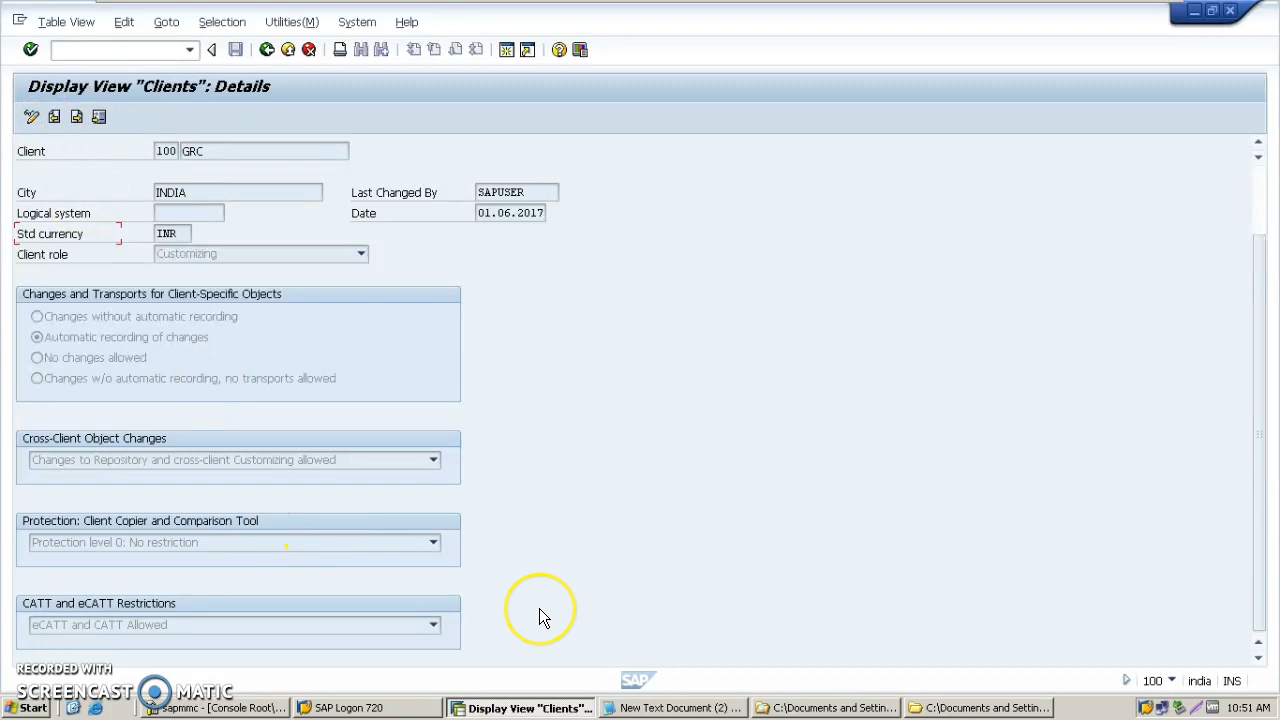 Table View Edit Goto Selection Utilities(M) System Help
Display View "Clients": Details
Client 100 GRC
City INDIA Last Changed By SAPUSER
Logical system Date 01.06.2017
Std currency INR
Client role Customizing
Changes and Transports for Client-Specific Objects
Changes without automatic recording
Automatic recording of changes
No changes allowed
Changes w/o automatic recording, no transports allowed
Cross-Client Object Changes
Changes to Repository and cross-client Customizing allowed
Protection: Client Copier and Comparison Tool
Protection level 0: No restriction
CATT and eCATT Restrictions
eCATT and CATT Allowed
RECORDED WITH
SCREENCAST MATIC
SAP 100 india INS
Start Sapmmc - [Console Root\... SAP Logon 720 Display View "Clients"... New Text Document (2) ... C:\Documents and Settin... C:\Documents and Settin... 10:51 AM